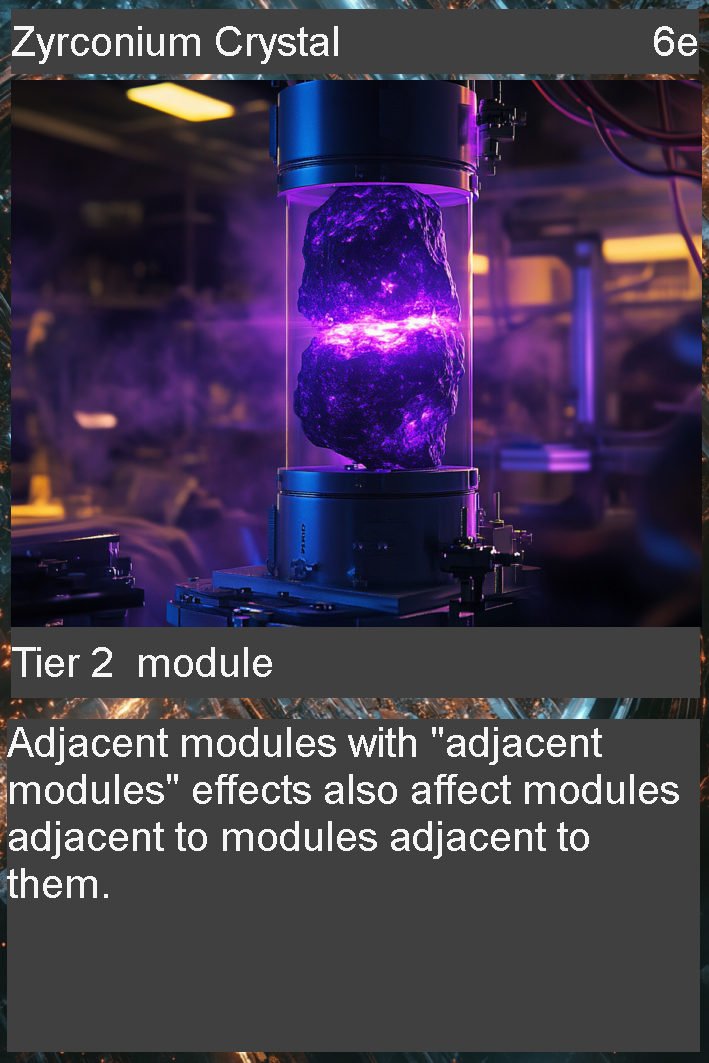 Zyrconium Crystal 6e
Tier 2  module
Adjacent modules with "adjacent
modules" effects also affect modules
adjacent to modules adjacent to
them.